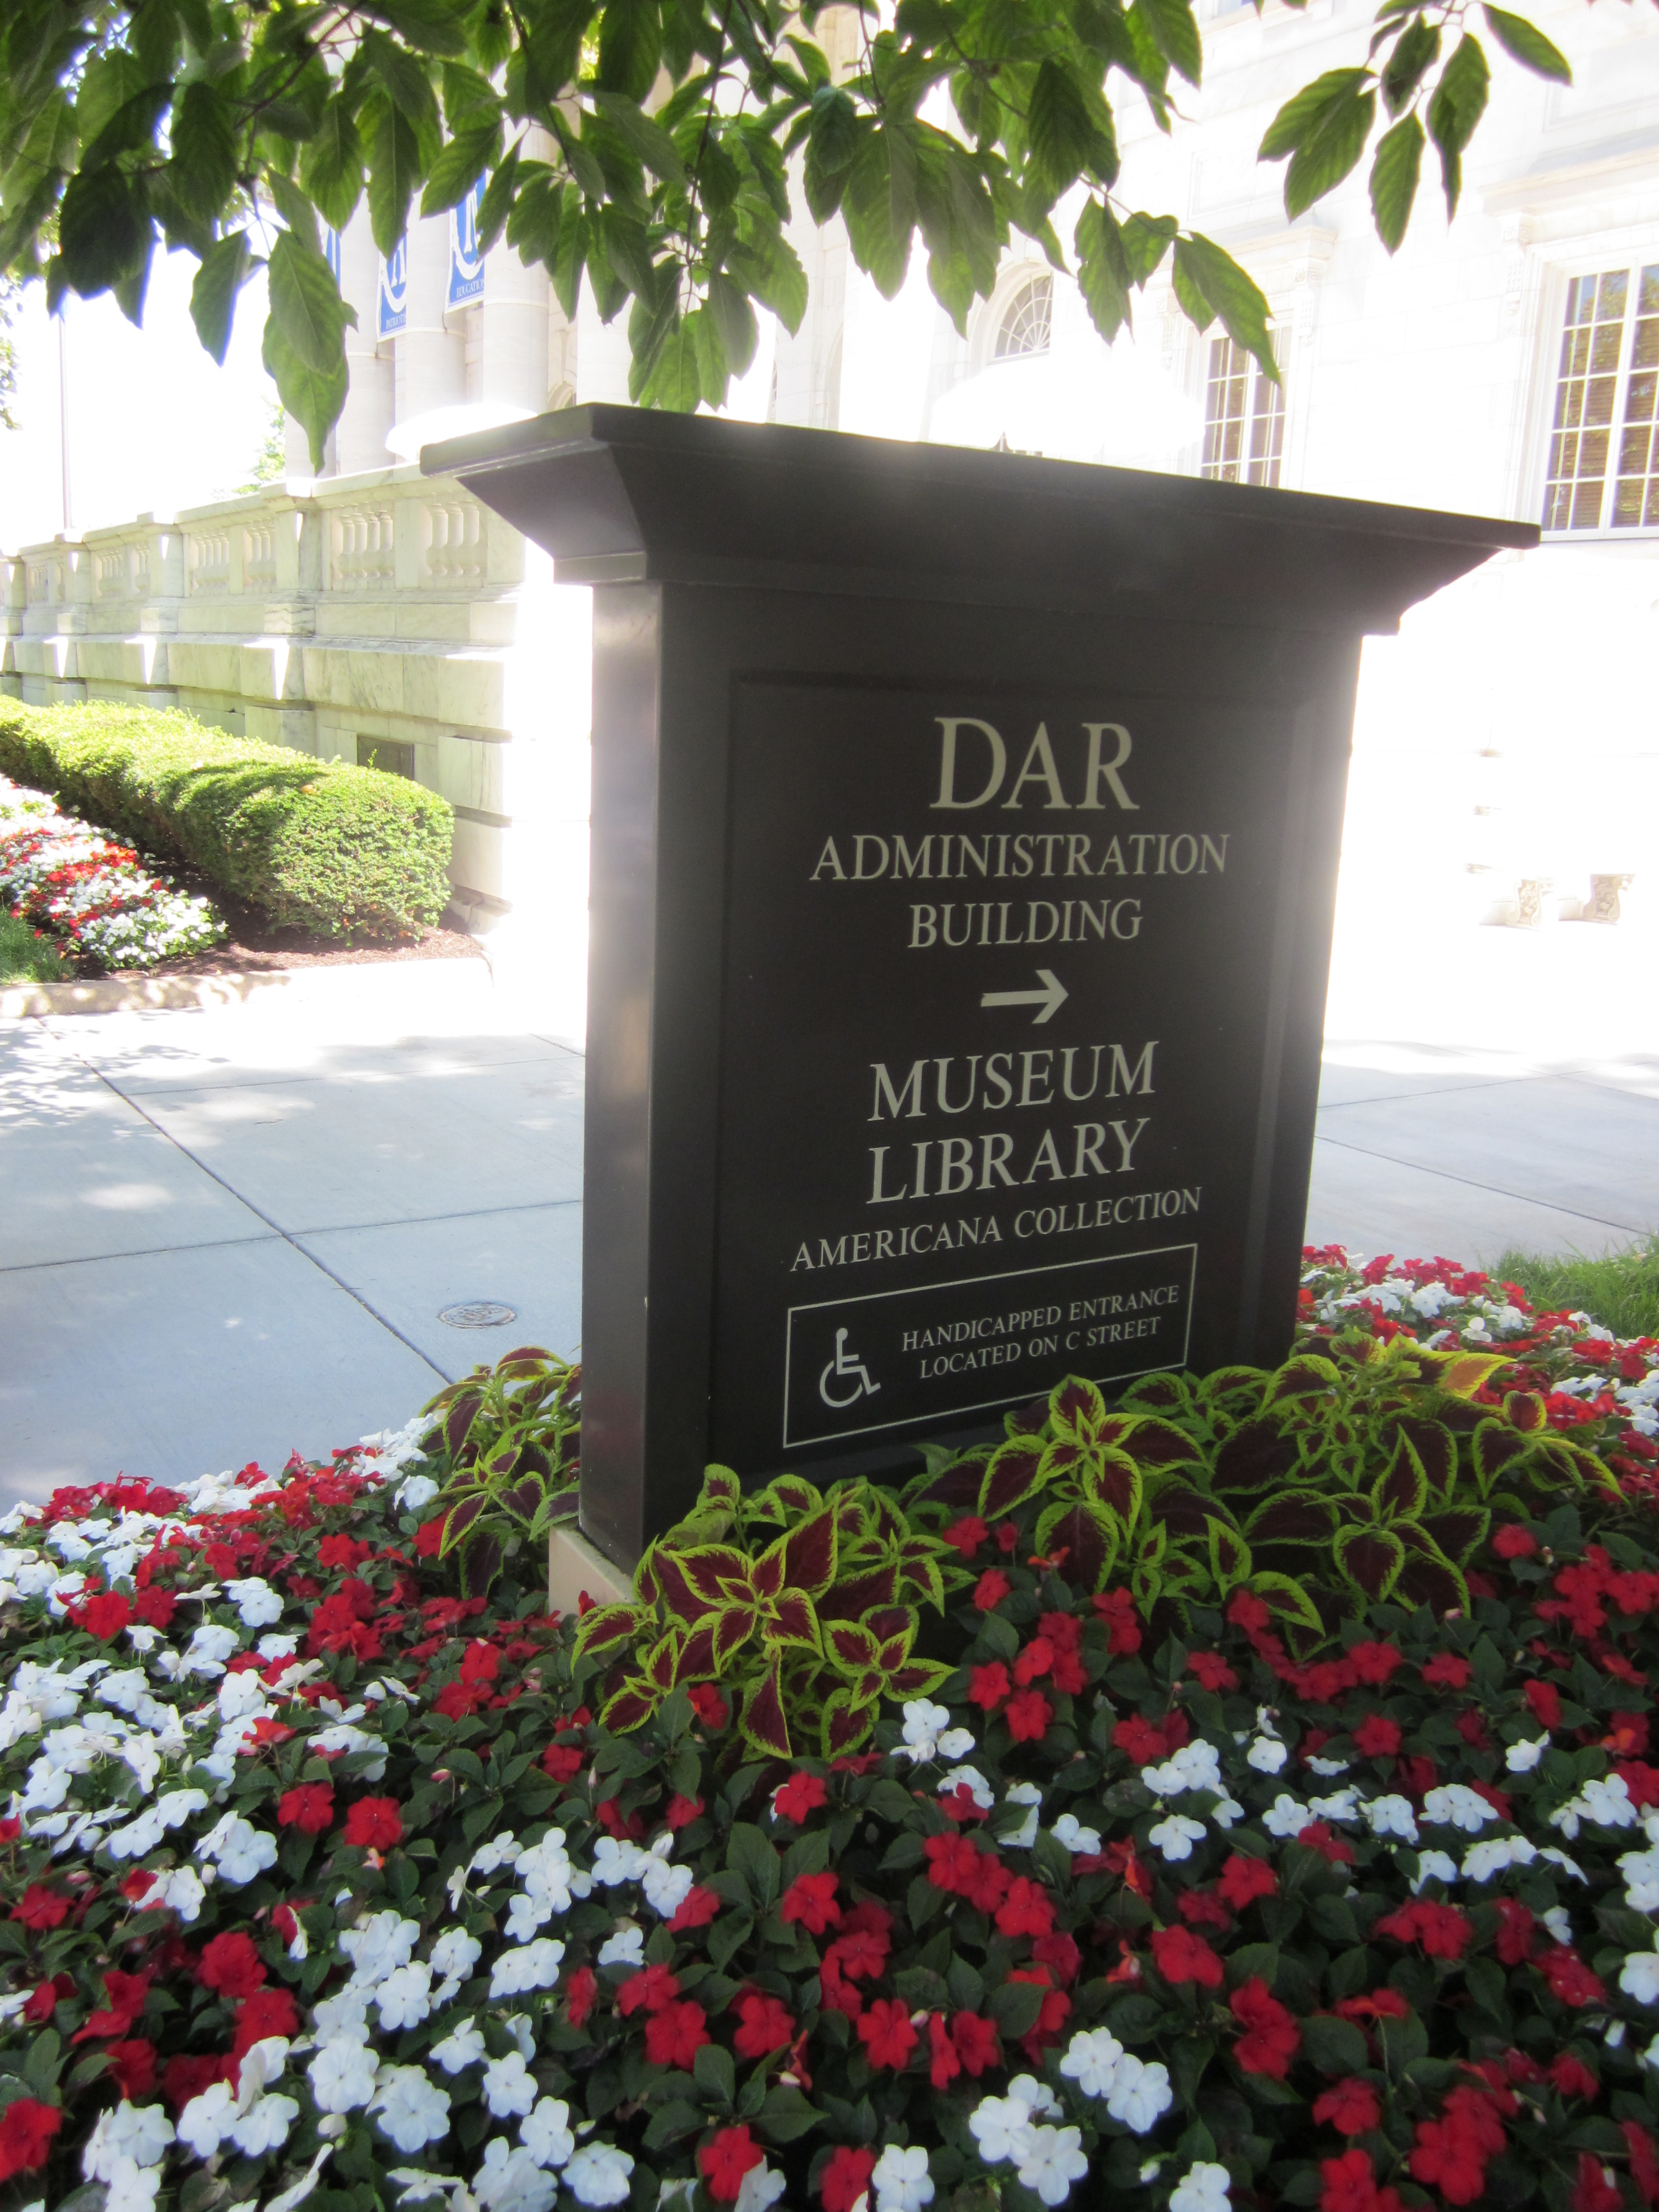 DAR
ADMINISTRATION
BUILDING
→
MUSEUM
LIBRARY
AMERICANA COLLECTION
HANDICAPPED ENTRANCE
LOCATED ON C STREET